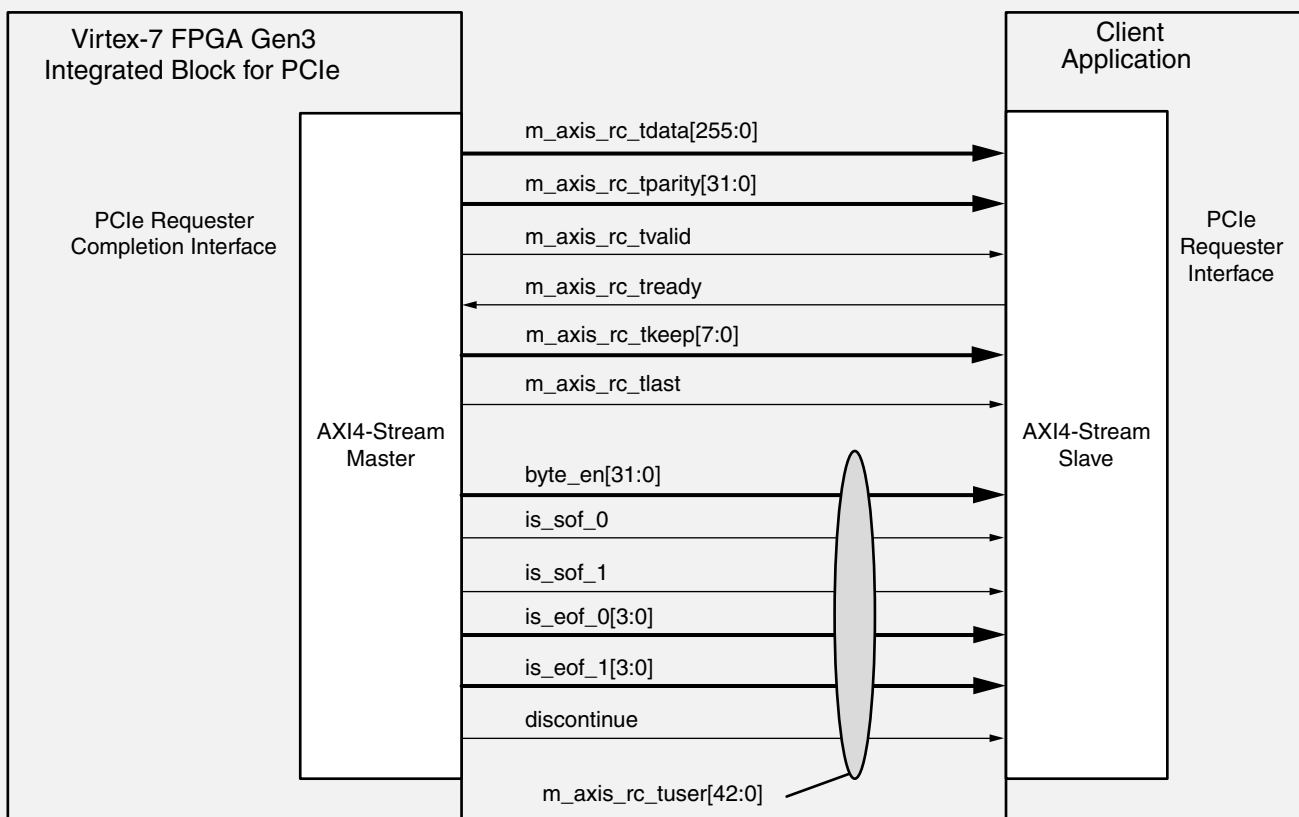 Virtex-7 FPGA Gen3
Integrated Block for PCIe
Client
Application
m_axis_rc_tdata[255:0]
m_axis_rc_tparity[31:0]
PCIe Requester
Completion Interface
m_axis_rc_tvalid
PCIe
Requester
Interface
m_axis_rc_tready
m_axis_rc_tkeep[7:0]
m_axis_rc_tlast
AXI4-Stream
Master
AXI4-Stream
Slave
byte_en[31:0]
is_sof_0
is_sof_1
is_eof_0[3:0]
is_eof_1[3:0]
discontinue
m_axis_rc_tuser[42:0]